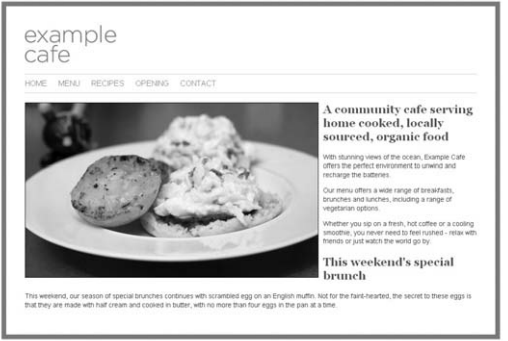 example
cafe
HOME MENU RECIPES OPENING CONTACT
A community cafe serving
home cooked, locally
sourced, organic food
With stunning views of the ocean, Example Cafe
offers the perfect environment to unwind and
recharge the batteries.
Our menu offers a wide range of breakfasts,
brunches and lunches, including a range of
vegetarian options.
Whether you sip on a fresh, hot coffee or a cooling
smoothie, you never need to feel rushed - relax with
friends or just watch the world go by.
This weekend's special
brunch
This weekend, our season of special brunches continues with scrambled egg on an English muffin. Not for the faint-hearted, the secret to these eggs is
that they are made with half cream and cooked in butter, with no more than four eggs in the pan at a time.